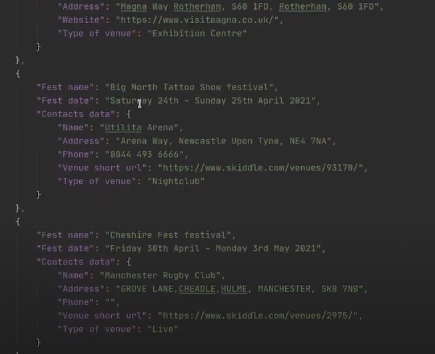 "Address": "Magna Way Rotherham, S60 1FD, Rotherham, S60 1FD",
"Website": "https://www.visitmagna.co.uk/",
"Type of venue": "Exhibition Centre"
}
},
{
"Fest name": "Big North Tattoo Show festival",
"Fest date": "Saturday 24th - Sunday 25th April 2021",
"Contacts data": {
"Name": "Utilita Arena",
"Address": "Arena Way, Newcastle Upon Tyne, NE4 7NA",
"Phone": "0844 493 6666",
"Venue short url": "https://www.skiddle.com/venues/93170/",
"Type of venue": "Nightclub"
}
},
{
"Fest name": "Cheshire Fest festival",
"Fest date": "Friday 30th April - Monday 3rd May 2021",
"Contacts data": {
"Name": "Manchester Rugby Club",
"Address": "GROVE LANE,CHEADLE,HULME, MANCHESTER, SK8 7NB",
"Phone": "",
"Venue short url": "https://www.skiddle.com/venues/2975/",
"Type of venue": "Live"
}